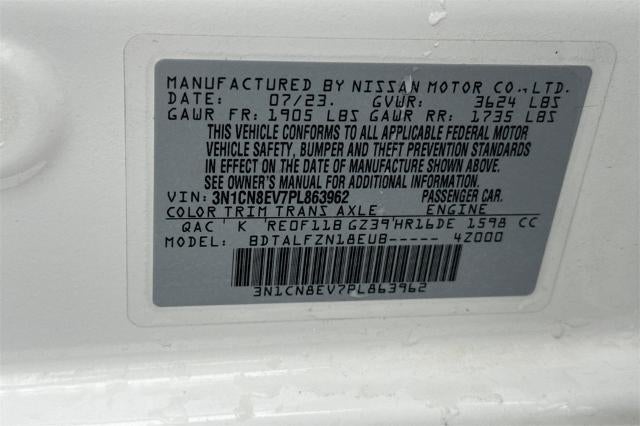 MANUFACTURED BY NISSAN MOTOR CO., LTD.
DATE: 07/23. GVWR: 3624 LBS
GAWR FR: 1905 LBS GAWR RR: 1735 LBS
THIS VEHICLE CONFORMS TO ALL APPLICABLE FEDERAL MOTOR
VEHICLE SAFETY, BUMPER AND THEFT PREVENTION STANDARDS
IN EFFECT ON THE DATE OF MANUFACTURE SHOWN ABOVE.
SEE OWNER'S MANUAL FOR ADDITIONAL INFORMATION.
VIN: 3N1CN8EV7PL863962 PASSENGER CAR.
COLOR TRIM TRANS AXLE ENGINE
QAC K RE0F11B GZ39 HR16DE 1598 CC
MODEL: BDTALFZN18EUB----- 4Z000
3N1CN8EV7PL863962